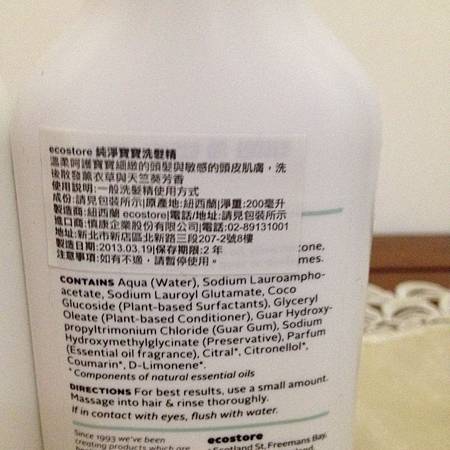 ecostore 純淨寶寶洗髮精
溫柔呵護寶寶細緻的頭髮與敏感的頭皮肌膚，洗
後散發薰衣草與天竺葵芳香
使用說明:一般洗髮精使用方式
成份:請見包裝所示|原產地:紐西蘭|淨重:200毫升
製造商:紐西蘭 ecostore|電話/地址:請見包裝所示
進口商:慎康企業股份有限公司|電話:02-89131001
地址:新北市新店區北新路三段207-2號8樓
製造日期:2013.03.19|保存期限:2 年
注意事項:如有不適，請暫停使用。
one,
mes.
CONTAINS Aqua (Water), Sodium Lauroampho-
acetate, Sodium Lauroyl Glutamate, Coco
Glucoside (Plant-based Surfactants), Glyceryl
Oleate (Plant-based Conditioner), Guar Hydroxy-
propyltrimonium Chloride (Guar Gum), Sodium
Hydroxymethylglycinate (Preservative), Parfum
(Essential oil fragrance), Citral*, Citronellol*,
Coumarin*, D-Limonene*.
*Components of natural essential oils
DIRECTIONS For best results, use a small amount.
Massage into hair & rinse thoroughly.
If in contact with eyes, flush with water.
Since 1993 we've been
creating products which are
ecostore
Scotland St, Freemans Bay,